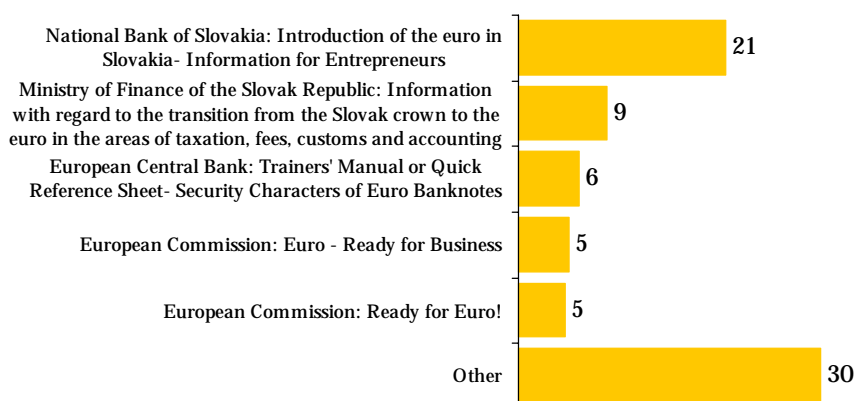 National Bank of Slovakia: Introduction of the euro in
Slovakia- Information for Entrepreneurs
21
Ministry of Finance of the Slovak Republic: Information
with regard to the transition from the Slovak crown to the
euro in the areas of taxation, fees, customs and accounting
9
European Central Bank: Trainers' Manual or Quick
Reference Sheet- Security Characters of Euro Banknotes
6
European Commission: Euro - Ready for Business
5
European Commission: Ready for Euro!
5
Other
30